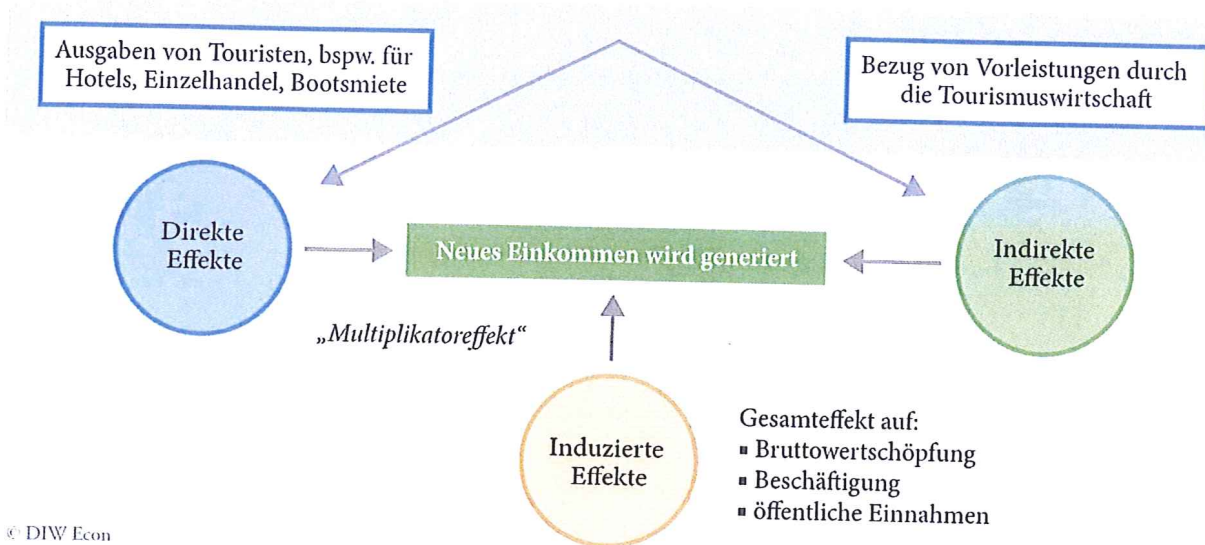 Ausgaben von Touristen, bspw. für
Hotels, Einzelhandel, Bootsmiete
Bezug von Vorleistungen durch
die Tourismuswirtschaft
Direkte
Effekte
Neues Einkommen wird generiert
Indirekte
Effekte
„Multiplikatoreffekt“
Induzierte
Effekte
Gesamteffekt auf:
▪ Bruttowertschöpfung
▪ Beschäftigung
▪ öffentliche Einnahmen
© DIW Econ